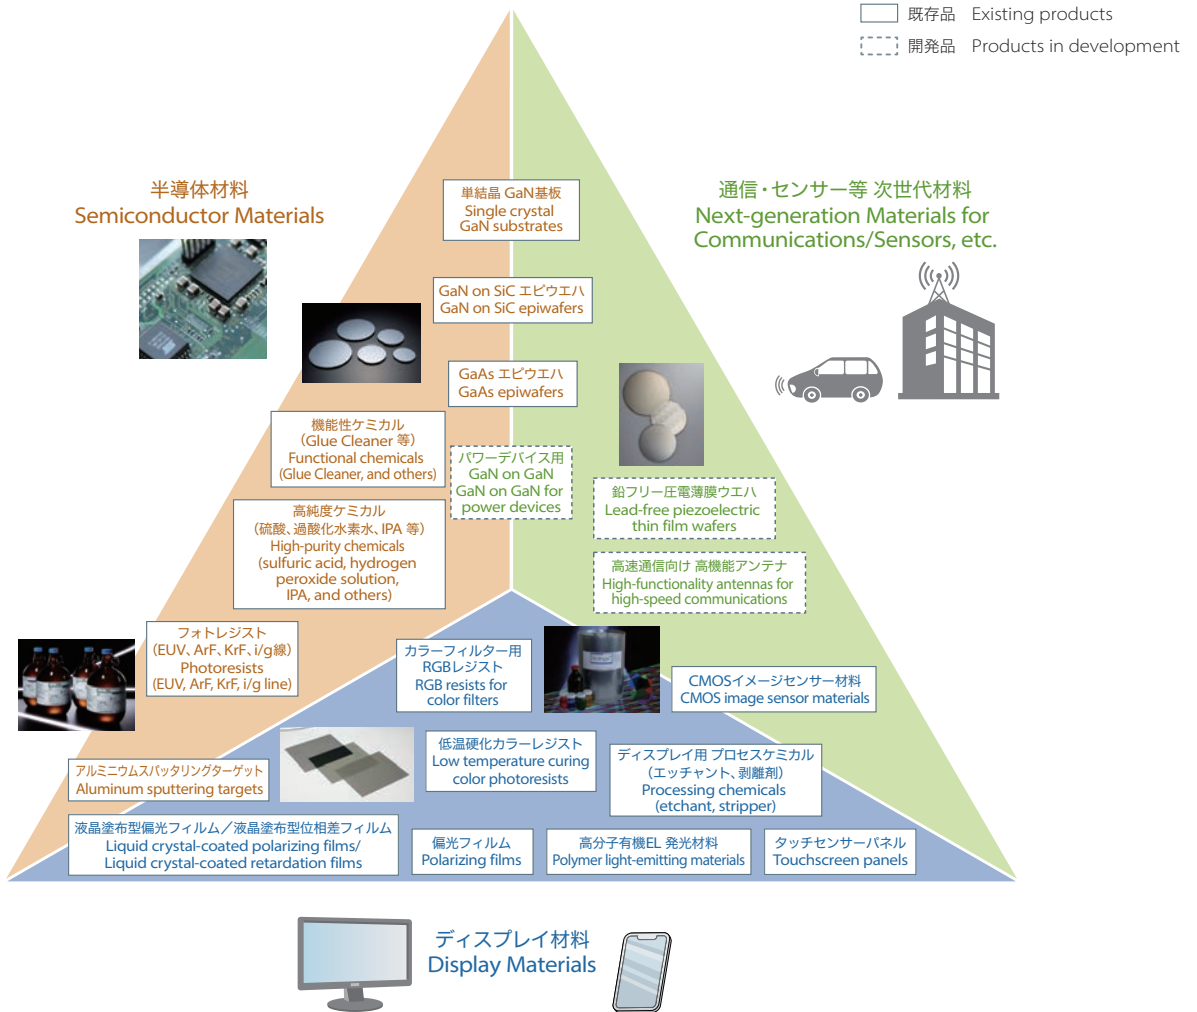 既存品 Existing products
開発品 Products in development
半導体材料
Semiconductor Materials
通信・センサー等 次世代材料
Next-generation Materials for
Communications/Sensors, etc.
単結晶 GaN基板
Single crystal
GaN substrates
GaN on SiC エピウエハ
GaN on SiC epiwafers
GaAs エピウエハ
GaAs epiwafers
機能性ケミカル
（Glue Cleaner 等）
Functional chemicals
(Glue Cleaner, and others)
パワーデバイス用
GaN on GaN
GaN on GaN for
power devices
鉛フリー圧電薄膜ウエハ
Lead-free piezoelectric
thin film wafers
高純度ケミカル
（硫酸、過酸化水素水、IPA 等）
High-purity chemicals
(sulfuric acid, hydrogen
peroxide solution,
IPA, and others)
高速通信向け 高機能アンテナ
High-functionality antennas for
high-speed communications
フォトレジスト
（EUV、ArF、KrF、i/g線）
Photoresists
(EUV, ArF, KrF, i/g line)
カラーフィルター用
RGBレジスト
RGB resists for
color filters
CMOSイメージセンサー材料
CMOS image sensor materials
アルミニウムスパッタリングターゲット
Aluminum sputtering targets
低温硬化カラーレジスト
Low temperature curing
color photoresists
ディスプレイ用 プロセスケミカル
（エッチャント、剥離剤）
Processing chemicals
(etchant, stripper)
液晶塗布型偏光フィルム／液晶塗布型位相差フィルム
Liquid crystal-coated polarizing films/
Liquid crystal-coated retardation films
偏光フィルム
Polarizing films
高分子有機EL 発光材料
Polymer light-emitting materials
タッチセンサーパネル
Touchscreen panels
ディスプレイ材料
Display Materials